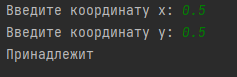 Введите координату x: 0.5
Введите координату y: 0.5
Принадлежит